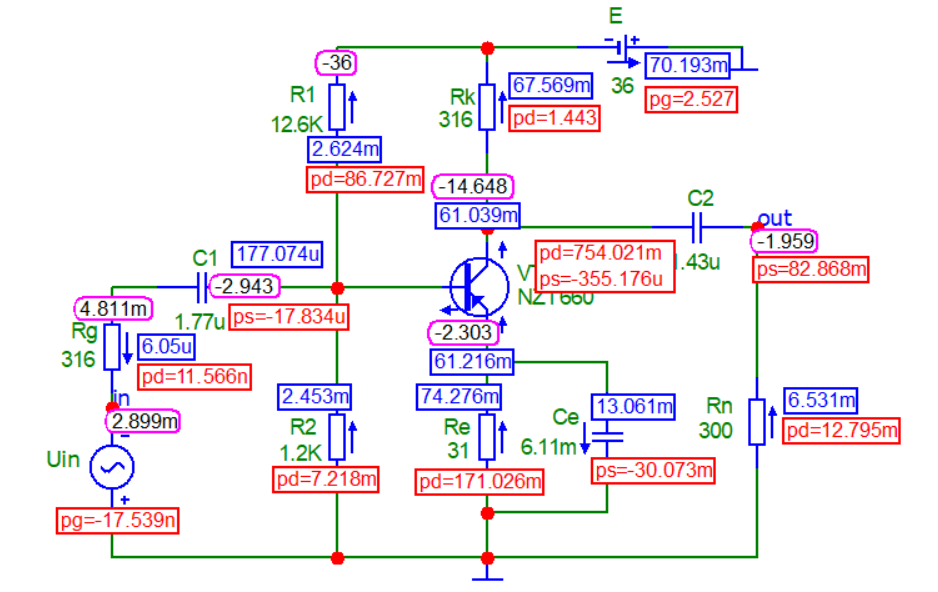 E
-
+
-36
70.193m
36
pg=2.527
R1
12.6K
2.624m
pd=86.727m
Rk
316
67.569m
pd=1.443
-14.648
61.039m
C2
out
-1.959
1.43u
ps=82.868m
pd=754.021m
ps=-355.176u
NZT660
C1
177.074u
-2.943
1.77u
ps=-17.834u
4.811m
Rg
316
6.05u
pd=11.566n
in
2.899m
-
Uin
+
pg=-17.539n
-2.303
61.216m
2.453m
R2
1.2K
pd=7.218m
74.276m
Re
31
pd=171.026m
13.061m
Ce
6.11m
ps=-30.073m
Rn
300
6.531m
pd=12.795m